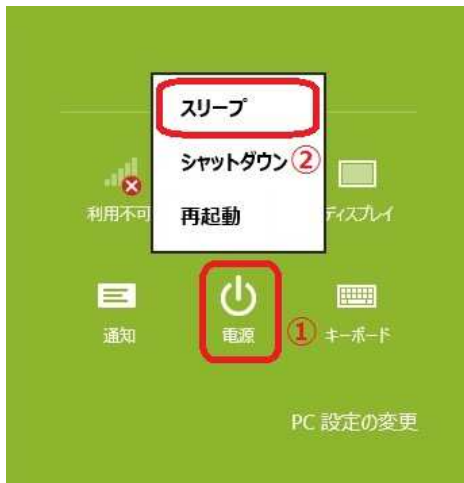 スリープ
シャットダウン ②
再起動
利用不可
ディスプレイ
通知
電源
① キーボード
PC 設定の変更